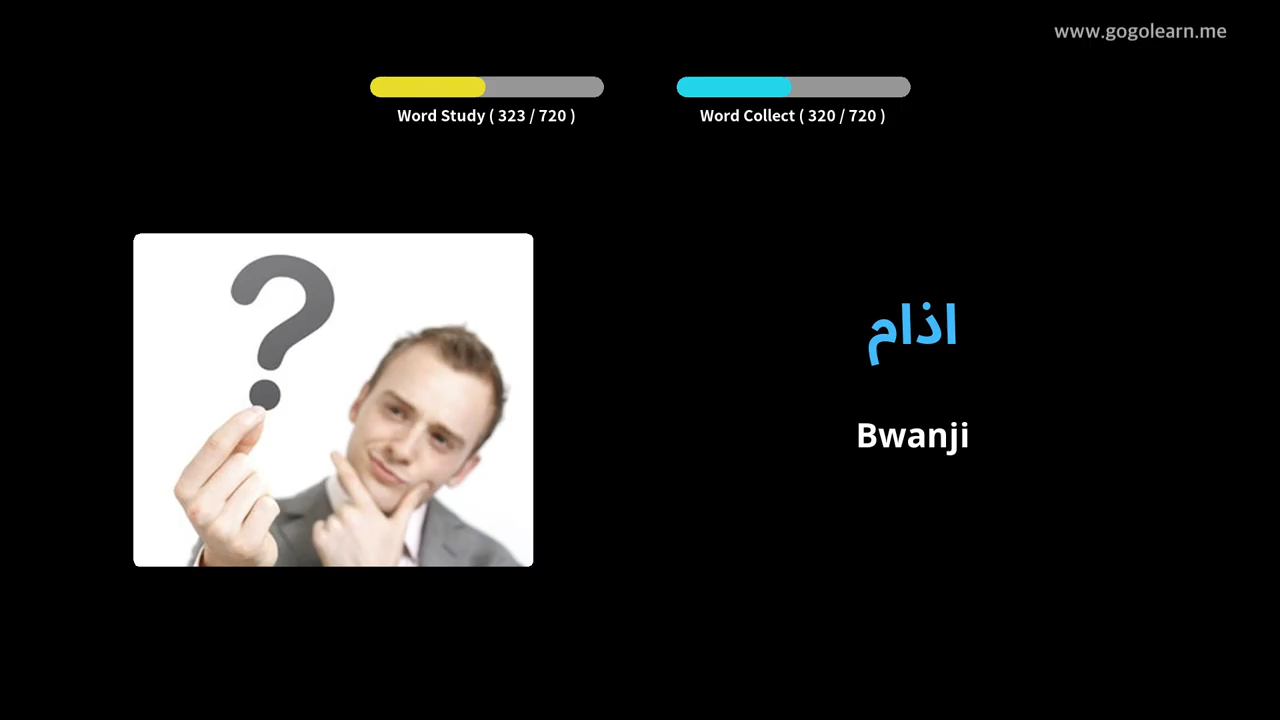 www.gogolearn.me
Word Study ( 323 / 720 )
Word Collect ( 320 / 720 )
?
اذام
Bwanji